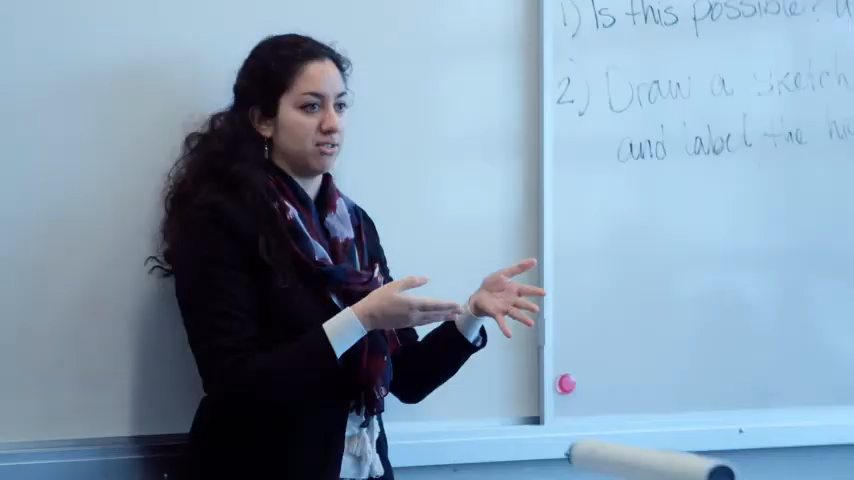 1) Is this possible?
2) Draw a sketch
and label the